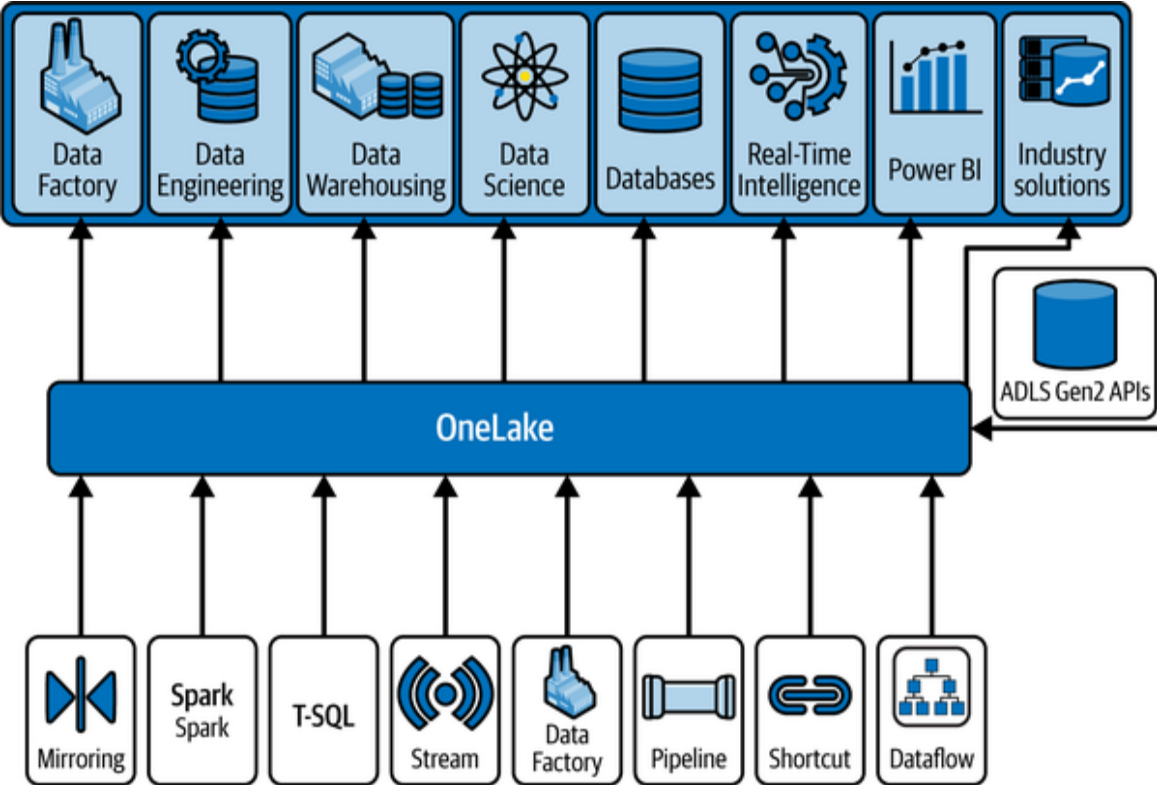 Data
Factory
Data
Engineering
Data
Warehousing
Data
Science
Databases
Real-Time
Intelligence
Power BI
Industry
solutions
ADLS Gen2 APIs
OneLake
Mirroring
Spark
Spark
T-SQL
Stream
Data
Factory
Pipeline
Shortcut
Dataflow